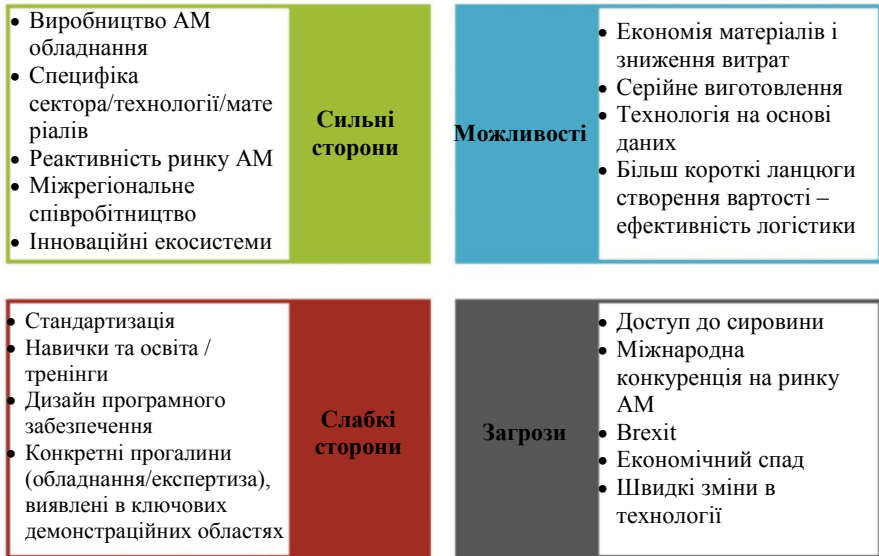 • Виробництво АМ
обладнання
• Специфіка
сектора/технології/мате
ріалів
• Реактивність ринку АМ
• Міжрегіональне
співробітництво
• Інноваційні екосистеми
Сильні
сторони
Можливості
• Економія матеріалів і
зниження витрат
• Серійне виготовлення
• Технологія на основі
даних
• Більш короткі ланцюги
створення вартості –
ефективність логістики
• Стандартизація
• Навички та освіта /
тренінги
• Дизайн програмного
забезпечення
• Конкретні прогалини
(обладнання/експертиза),
виявлені в ключових
демонстраційних областях
Слабкі
сторони
Загрози
• Доступ до сировини
• Міжнародна
конкуренція на ринку
АМ
• Brexit
• Економічний спад
• Швидкі зміни в
технології